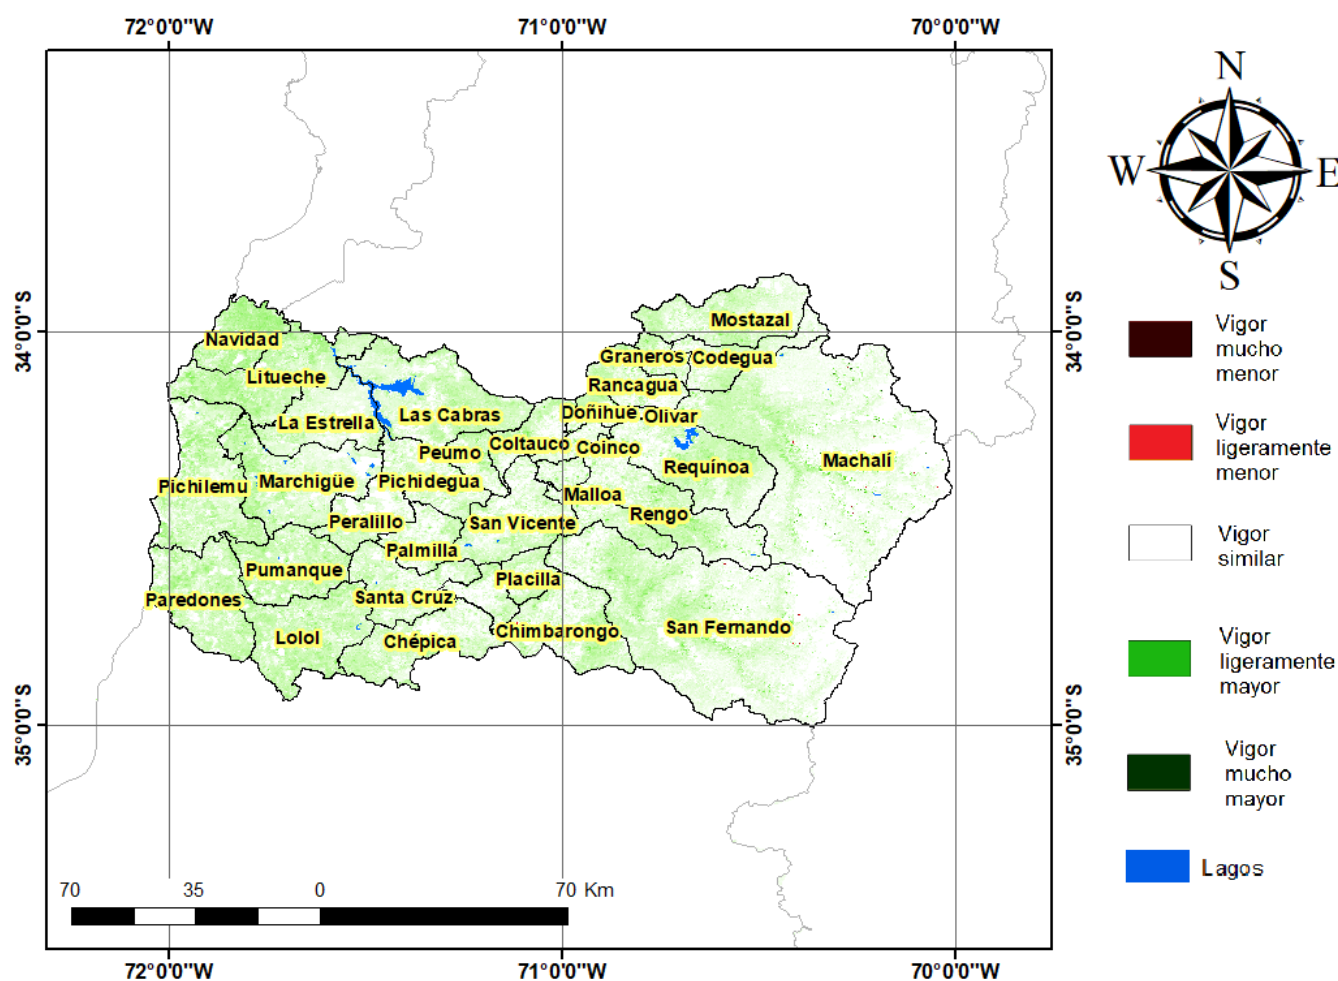 72°0'0"W
71°0'0"W
70°0'0"W
N
W
E
S
34°0'0"S
34°0'0"S
Mostazal
Navidad
Graneros
Codegua
Litueche
Rancagua
La Estrella
Las Cabras
Doñihue
Olivar
Peumo
Coltauco
Coinco
Requínoa
Machalí
Pichilemu
Marchigüe
Pichidegua
Malloa
Peralillo
San Vicente
Rengo
Palmilla
Pumanque
Placilla
Paredones
Santa Cruz
Lolol
Chépica
Chimbarongo
San Fernando
35°0'0"S
35°0'0"S
70
35
0
70 Km
72°0'0"W
71°0'0"W
70°0'0"W
Vigor
mucho
menor
Vigor
ligeramente
menor
Vigor
similar
Vigor
ligeramente
mayor
Vigor
mucho
mayor
Lagos